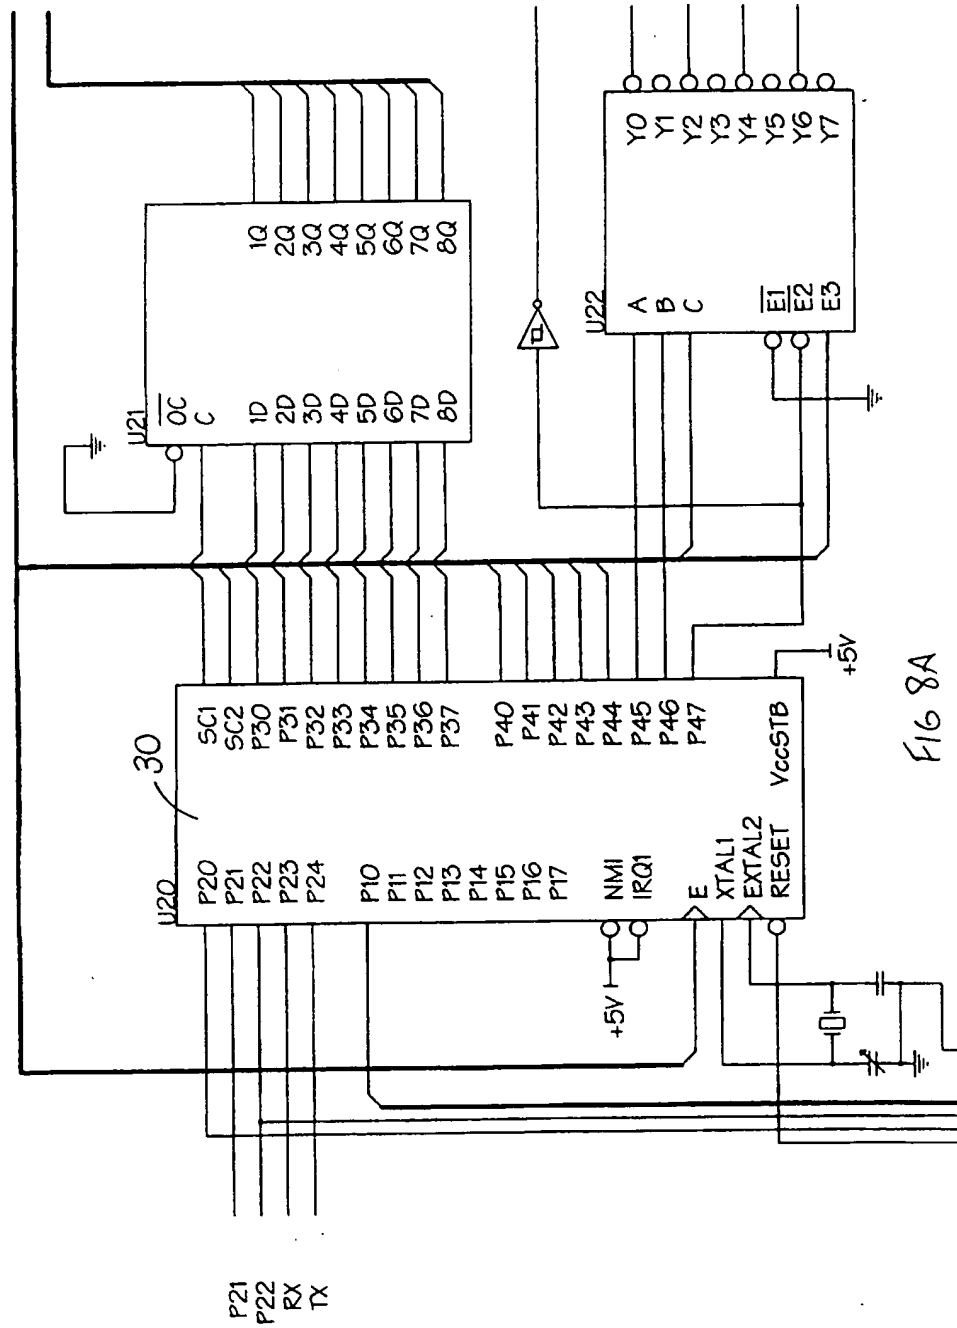 U21
OC
C
1D
2D
3D
4D
5D
6D
7D
8D
1Q
2Q
3Q
4Q
5Q
6Q
7Q
8Q
U22
A
B
C
E1
E2
E3
Y0
Y1
Y2
Y3
Y4
Y5
Y6
Y7
30
U20
P20
P21
P22
P23
P24
P10
P11
P12
P13
P14
P15
P16
P17
NMI
IRQ1
E
XTAL1
EXTAL2
RESET
SC1
SC2
P30
P31
P32
P33
P34
P35
P36
P37
P40
P41
P42
P43
P44
P45
P46
P47
VccSTB
+5V
+5V
P21
P22
RX
TX
FIG 8A